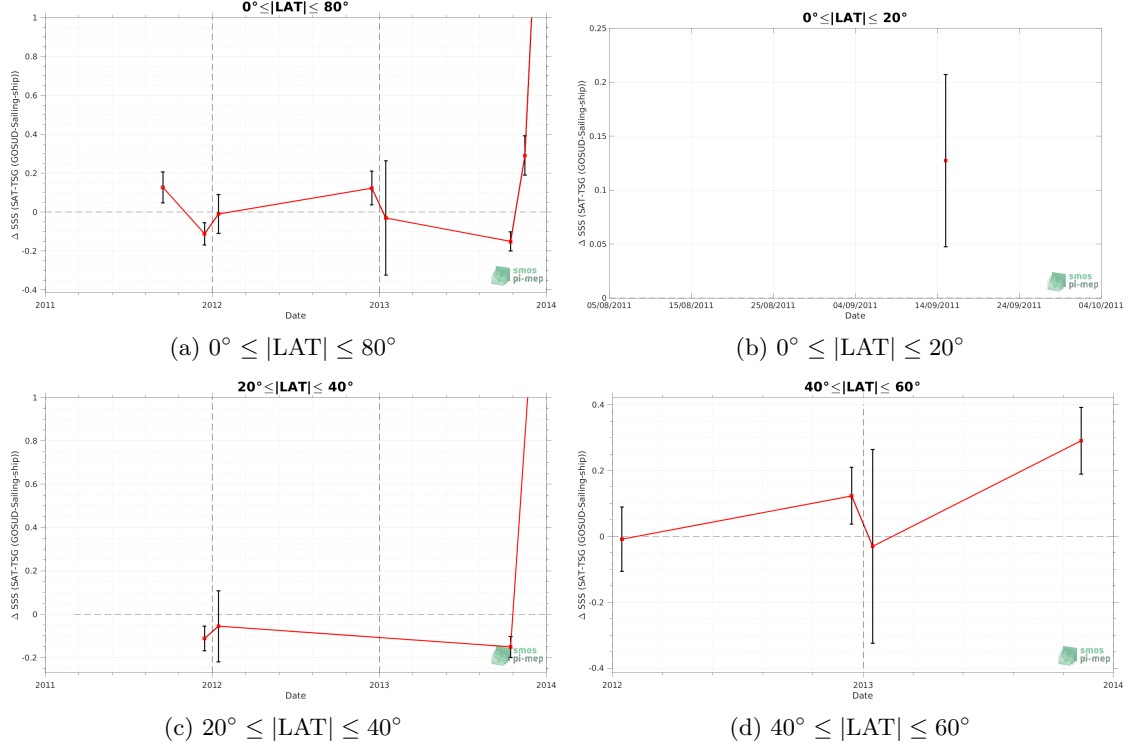 0°≤|LAT|≤ 80°
1
0.8
0.6
0.4
0.2
0
-0.2
-0.4
Δ SSS (SAT-TSG (GOSUD-Sailing-ship))
2011
2012
2013
2014
Date
smos
pi-mep
(a) 0° ≤ |LAT| ≤ 80°
0°≤|LAT|≤ 20°
0.25
0.2
0.15
0.1
0.05
0
Δ SSS (SAT-TSG (GOSUD-Sailing-ship))
05/08/2011
15/08/2011
25/08/2011
04/09/2011
14/09/2011
24/09/2011
04/10/2011
Date
smos
pi-mep
(b) 0° ≤ |LAT| ≤ 20°
20°≤|LAT|≤ 40°
1
0.8
0.6
0.4
0.2
0
-0.2
Δ SSS (SAT-TSG (GOSUD-Sailing-ship))
2011
2012
2013
2014
Date
smos
pi-mep
(c) 20° ≤ |LAT| ≤ 40°
40°≤|LAT|≤ 60°
0.4
0.2
0
-0.2
-0.4
Δ SSS (SAT-TSG (GOSUD-Sailing-ship))
2012
2013
2014
Date
smos
pi-mep
(d) 40° ≤ |LAT| ≤ 60°